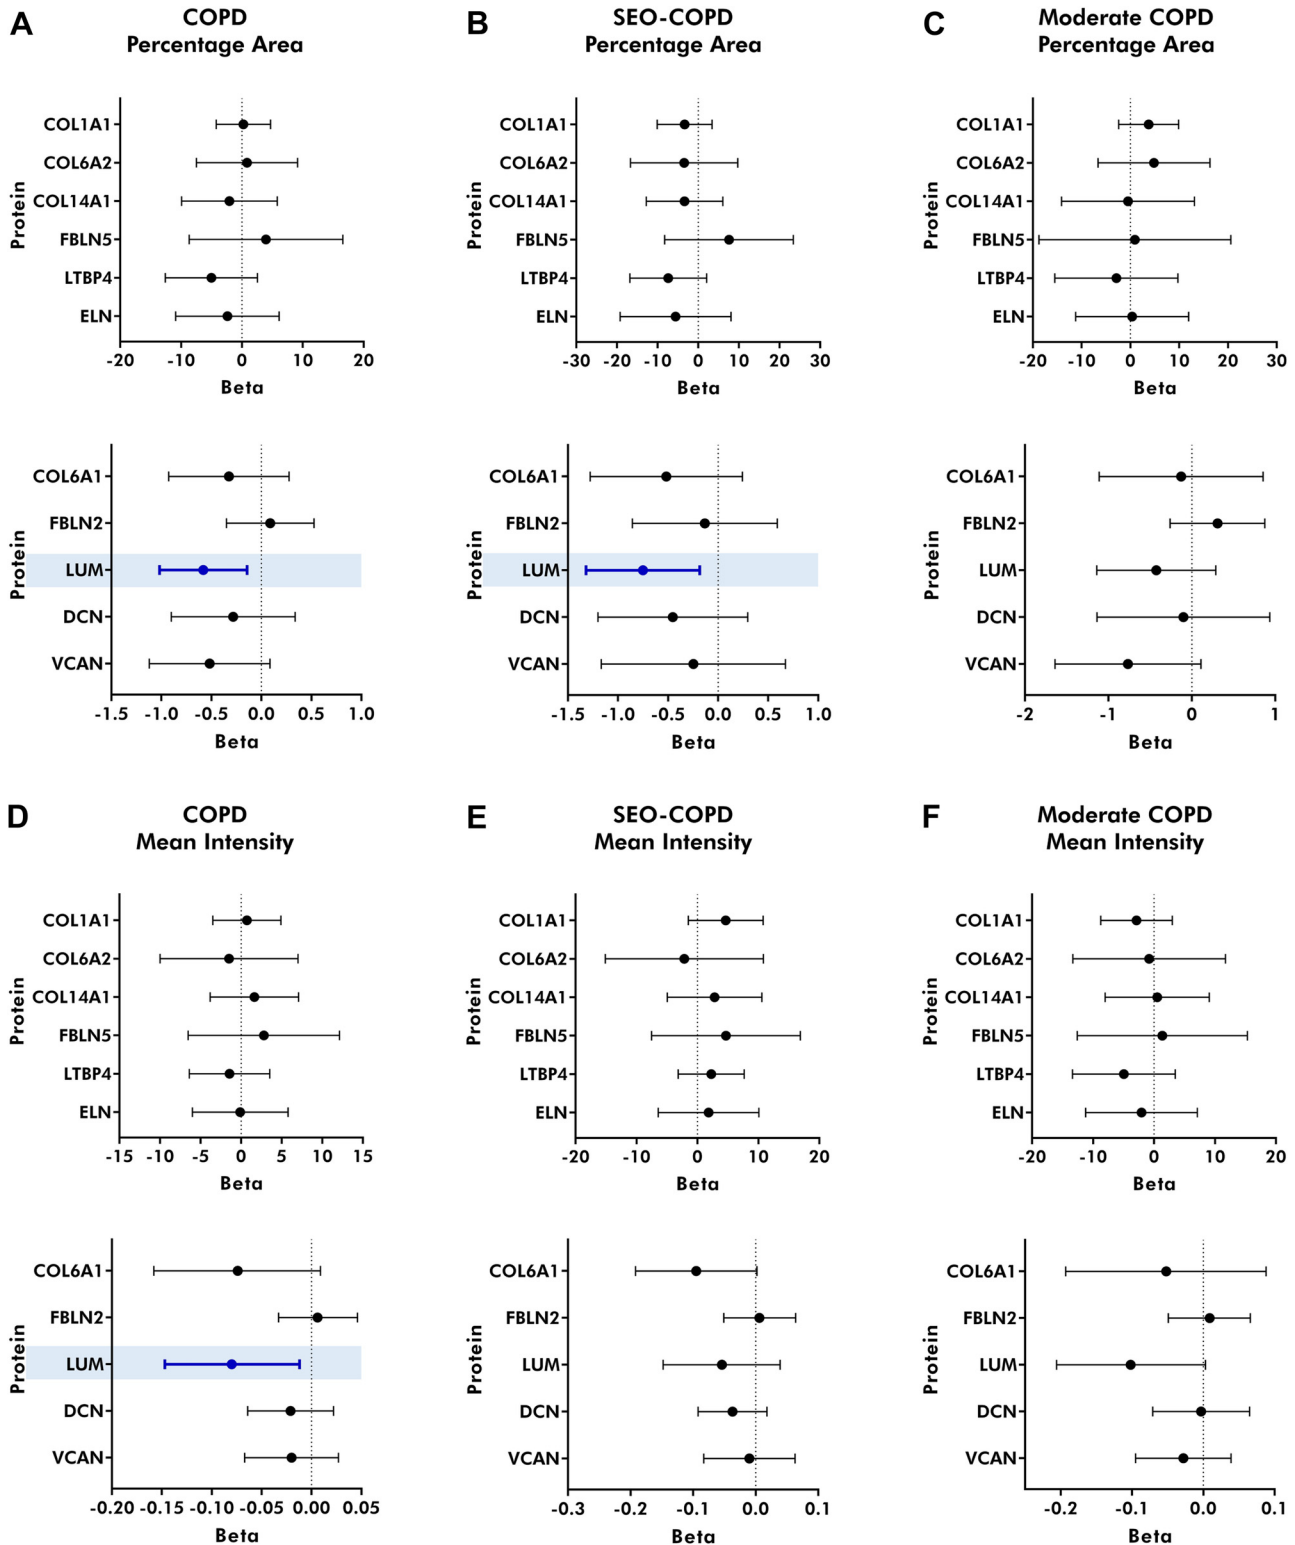 A
COPD
Percentage Area
Protein
COL1A1
COL6A2
COL14A1
FBLN5
LTBP4
ELN
-20 -10 0 10 20
Beta
Protein
COL6A1
FBLN2
LUM
DCN
VCAN
-1.5 -1.0 -0.5 0.0 0.5 1.0
Beta
B
SEO-COPD
Percentage Area
Protein
COL1A1
COL6A2
COL14A1
FBLN5
LTBP4
ELN
-30 -20 -10 0 10 20 30
Beta
Protein
COL6A1
FBLN2
LUM
DCN
VCAN
-1.5 -1.0 -0.5 0.0 0.5 1.0
Beta
C
Moderate COPD
Percentage Area
Protein
COL1A1
COL6A2
COL14A1
FBLN5
LTBP4
ELN
-20 -10 0 10 20 30
Beta
Protein
COL6A1
FBLN2
LUM
DCN
VCAN
-2 -1 0 1
Beta
D
COPD
Mean Intensity
Protein
COL1A1
COL6A2
COL14A1
FBLN5
LTBP4
ELN
-15 -10 -5 0 5 10 15
Beta
Protein
COL6A1
FBLN2
LUM
DCN
VCAN
-0.20 -0.15 -0.10 -0.05 0.00 0.05
Beta
E
SEO-COPD
Mean Intensity
Protein
COL1A1
COL6A2
COL14A1
FBLN5
LTBP4
ELN
-20 -10 0 10 20
Beta
Protein
COL6A1
FBLN2
LUM
DCN
VCAN
-0.3 -0.2 -0.1 0.0 0.1
Beta
F
Moderate COPD
Mean Intensity
Protein
COL1A1
COL6A2
COL14A1
FBLN5
LTBP4
ELN
-20 -10 0 10 20
Beta
Protein
COL6A1
FBLN2
LUM
DCN
VCAN
-0.2 -0.1 0.0 0.1
Beta